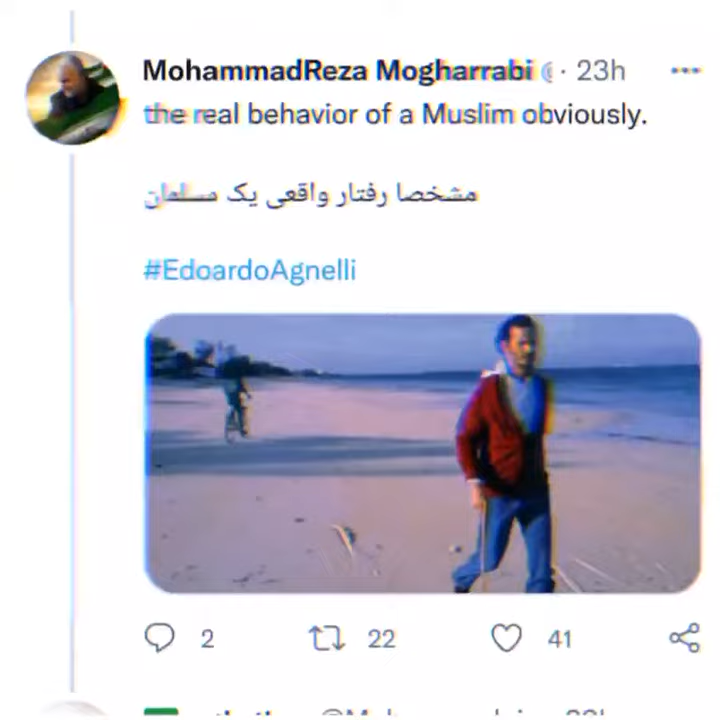 MohammadReza Mogharrabi · 23h
the real behavior of a Muslim obviously.
مشخصا رفتار واقعی یک مسلمان
#EdoardoAgnelli
2 22 41